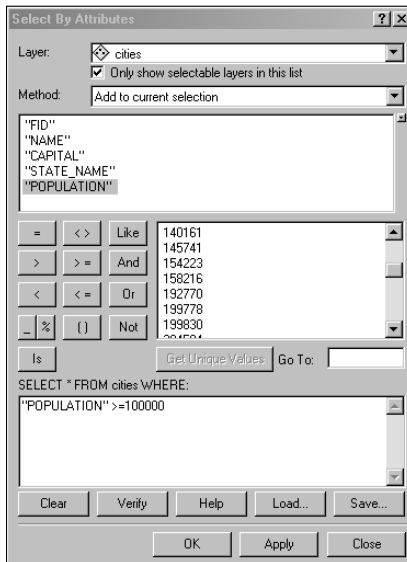 Select By Attributes
Layer: cities
Only show selectable layers in this list
Method: Add to current selection
"FID"
"NAME"
"CAPITAL"
"STATE_NAME"
"POPULATION"
= <> Like
> >= And
< <= Or
_ % () Not
Is
140161
145741
154223
158216
192770
199778
199830
Get Unique Values Go To:
SELECT * FROM cities WHERE:
"POPULATION" >=100000
Clear Verify Help Load... Save...
OK Apply Close